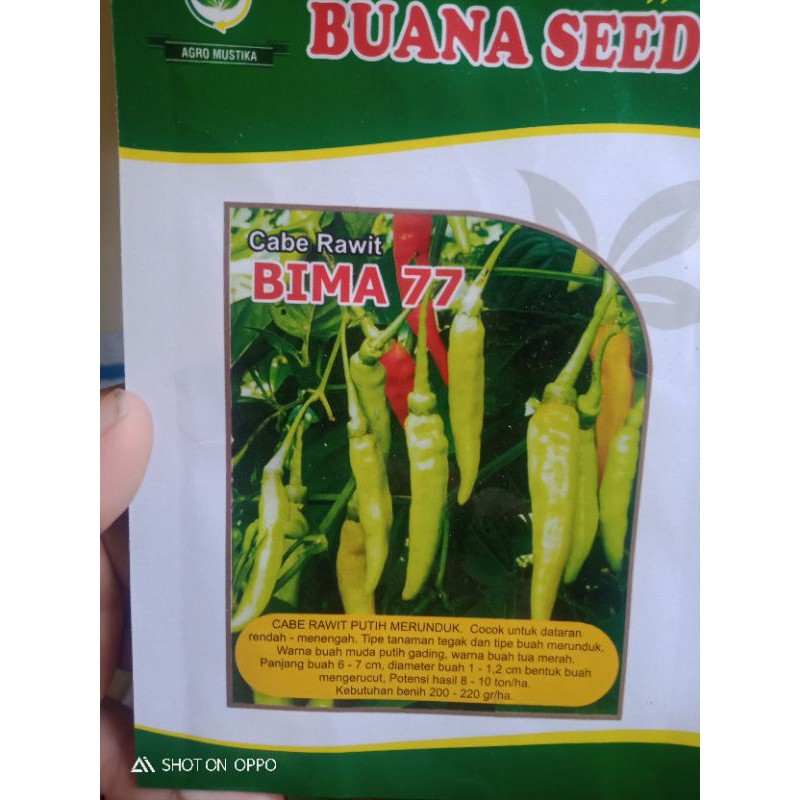 AGRO MUSTIKA
BUANA SEED
Cabe Rawit
BIMA 77
CABE RAWIT PUTIH MERUNDUK. Cocok untuk dataran
rendah - menengah. Tipe tanaman tegak dan tipe buah merunduk.
Warna buah muda putih gading, warna buah tua merah.
Panjang buah 6 - 7 cm, diameter buah 1 - 1,2 cm bentuk buah
mengerucut, Potensi hasil 8 - 10 ton/ha.
Kebutuhan benih 200 - 220 gr/ha.
SHOT ON OPPO